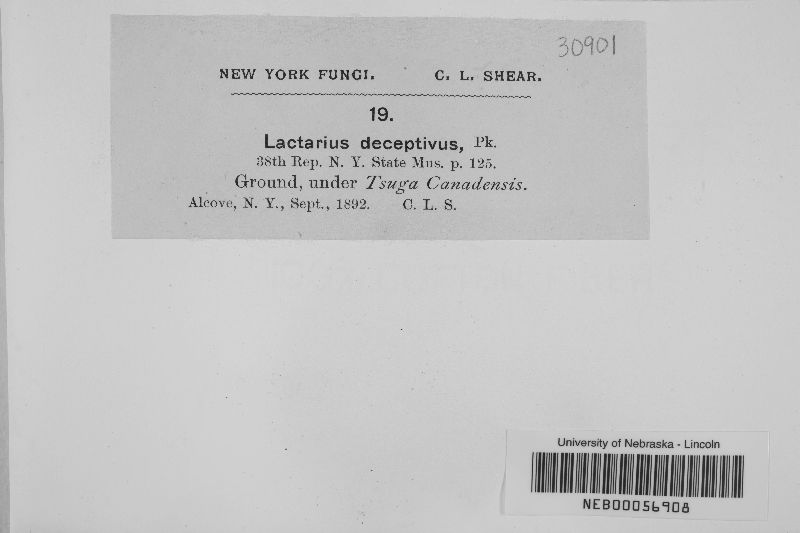 30901
NEW YORK FUNGI. C. L. SHEAR.
19.
Lactarius deceptivus, Pk.
38th Rep. N. Y. State Mus. p. 125.
Ground, under Tsuga Canadensis.
Alcove, N. Y., Sept., 1892. C. L. S.
University of Nebraska - Lincoln
NEB00056908